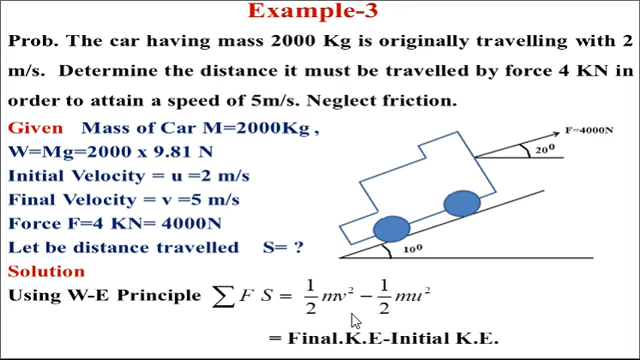 Example-3
Prob. The car having mass 2000 Kg is originally travelling with 2
m/s. Determine the distance it must be travelled by force 4 KN in
order to attain a speed of 5m/s. Neglect friction.
Given Mass of Car M=2000Kg ,
W=Mg=2000 x 9.81 N
Initial Velocity = u =2 m/s
Final Velocity = v =5 m/s
Force F=4 KN= 4000N
Let be distance travelled S= ?
F=4000N
20⁰
10⁰
Solution
Using W-E Principle ∑ F S = 1/2 mv² − 1/2 mu²
= Final.K.E-Initial K.E.